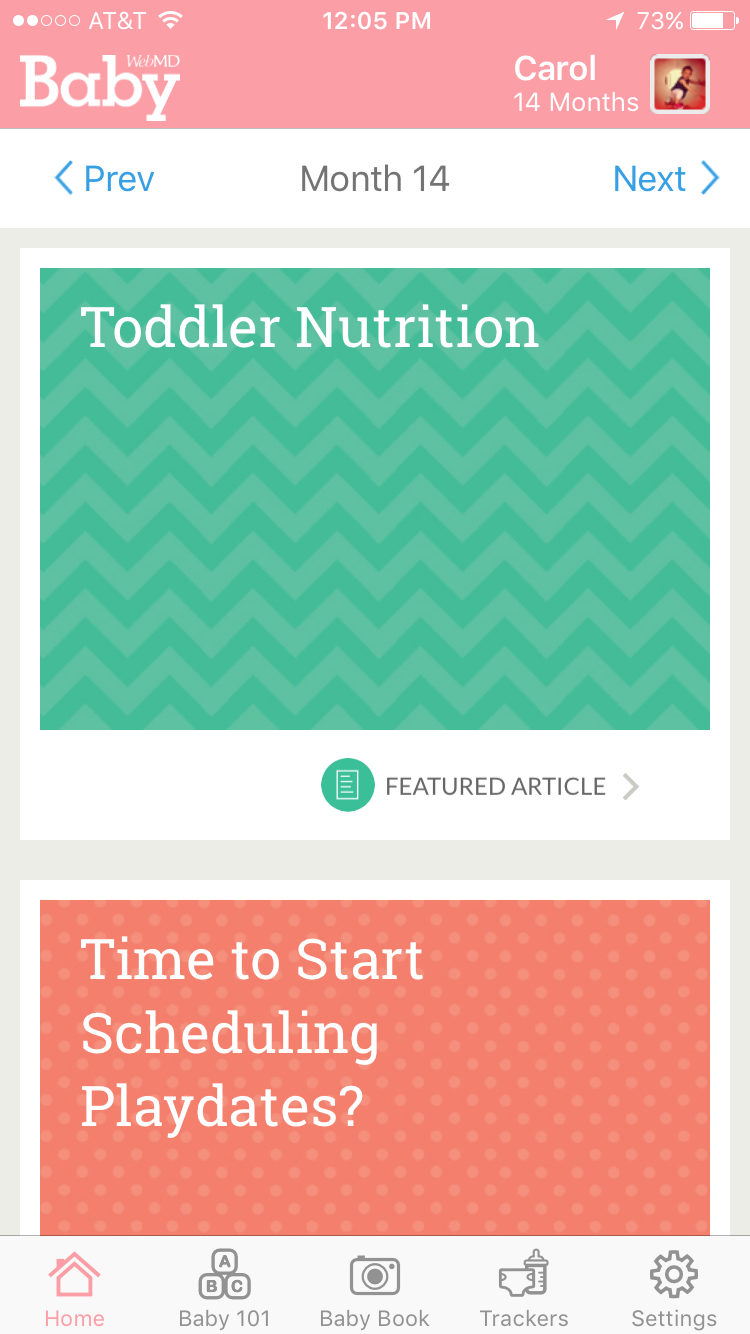 AT&T 12:05 PM 73%
WebMD
Baby
Carol
14 Months
Prev Month 14 Next
Toddler Nutrition
FEATURED ARTICLE
Time to Start
Scheduling
Playdates?
A
B C
Home Baby 101 Baby Book Trackers Settings